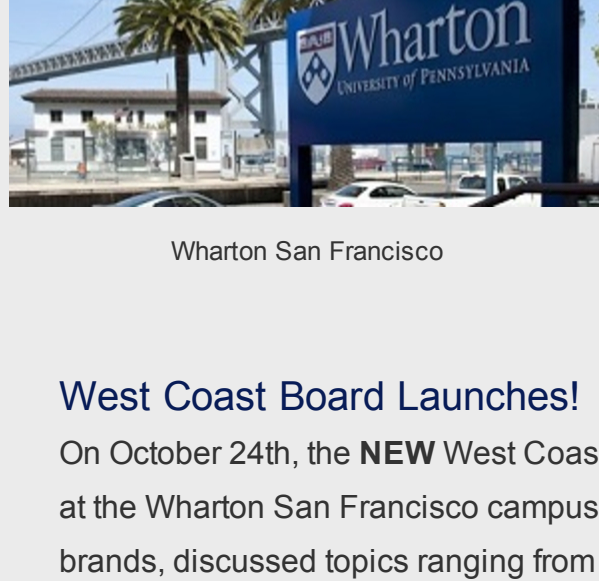 Wharton
UNIVERSITY of PENNSYLVANIA
Wharton San Francisco
West Coast Board Launches!
On October 24th, the NEW West Coas
at the Wharton San Francisco campus
brands, discussed topics ranging from